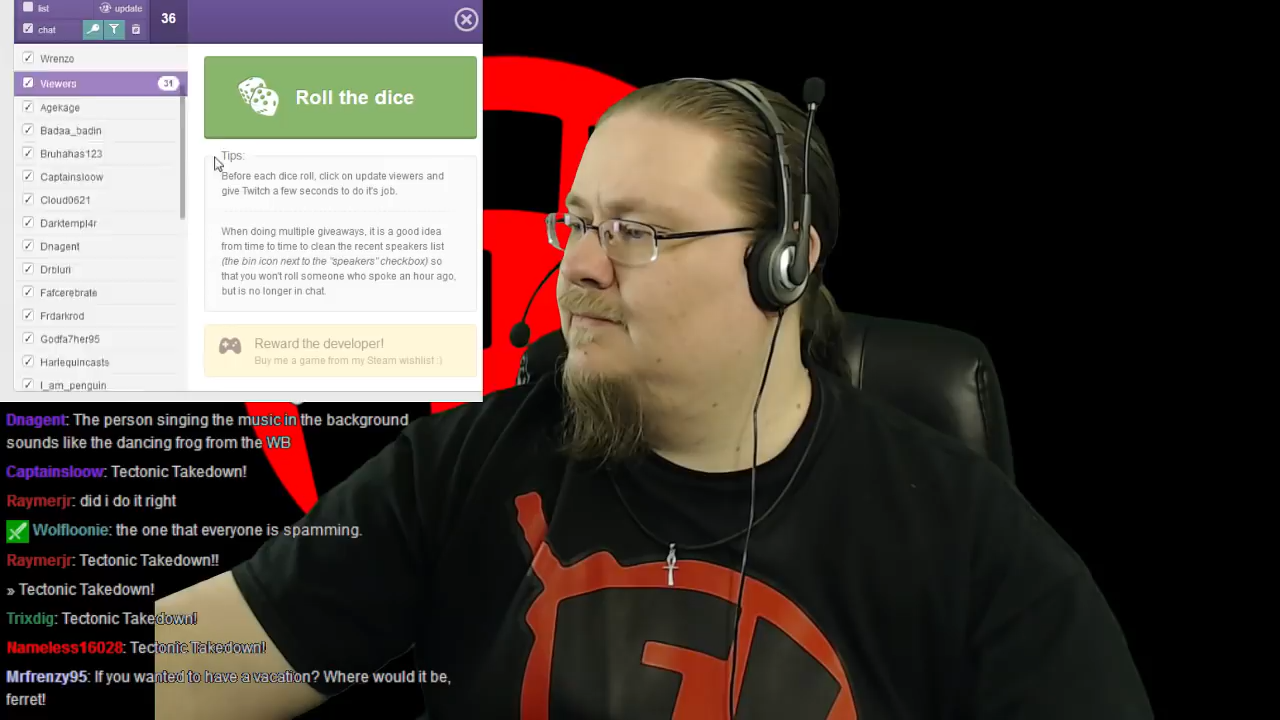 list
update
chat
36
Wrenzo
Viewers
31
Agekage
Badaa_badin
Bruhahas123
Captainsloow
Cloud0621
Darktempl4r
Dnagent
Drbluri
Fafcerebrate
Frdarkrod
Godfa7her95
Harlequincasts
I_am_penguin
Roll the dice
Tips:
Before each dice roll, click on update viewers and
give Twitch a few seconds to do it's job.
When doing multiple giveaways, it is a good idea
from time to time to clean the recent speakers list
(the bin icon next to the "speakers" checkbox) so
that you won't roll someone who spoke an hour ago,
but is no longer in chat.
Reward the developer!
Buy me a game from my Steam wishlist :)
Dnagent: The person singing the music in the background
sounds like the dancing frog from the WB
Captainsloow: Tectonic Takedown!
Raymerjr: did i do it right
Wolfloonie: the one that everyone is spamming.
Raymerjr: Tectonic Takedown!!
» Tectonic Takedown!
Trixdig: Tectonic Takedown!
Nameless16028: Tectonic Takedown!
Mrfrenzy95: If you wanted to have a vacation? Where would it be,
ferret!